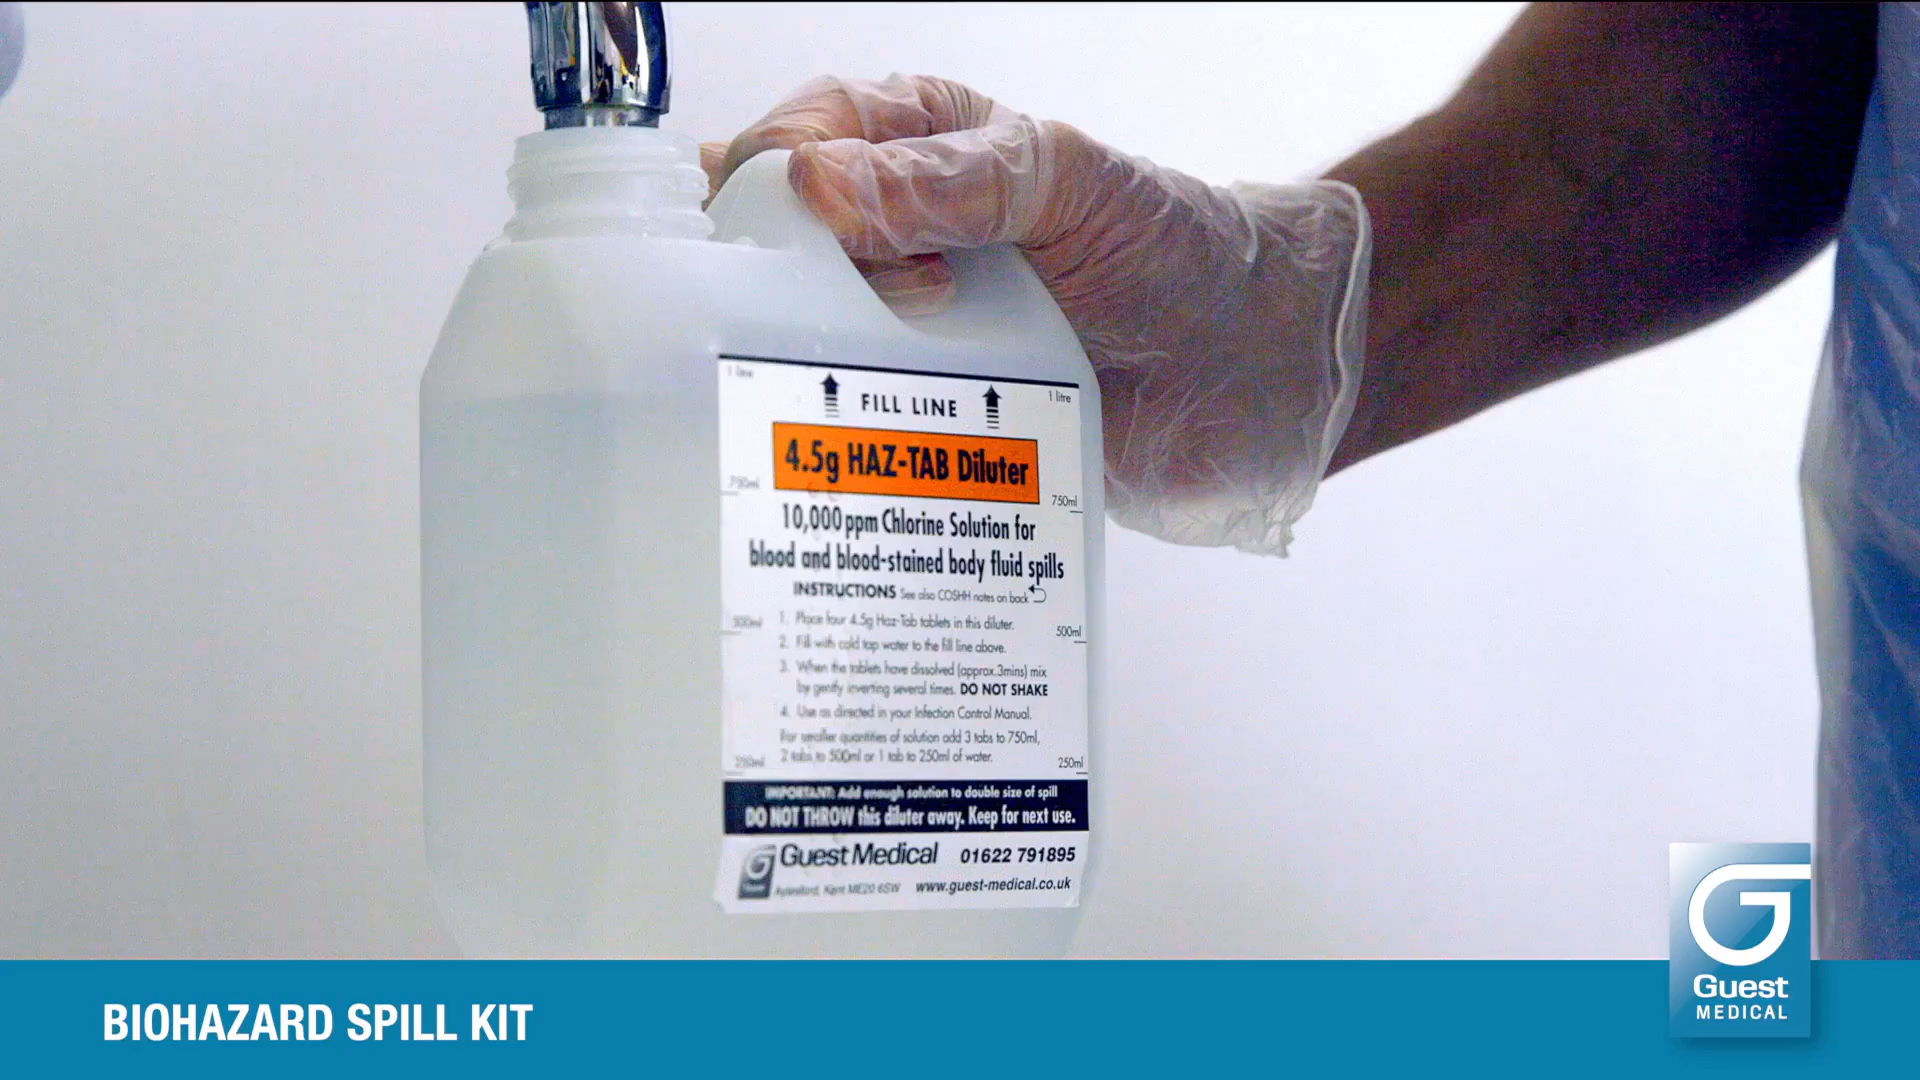 1 litre
1 litre
FILL LINE
4.5g HAZ-TAB Diluter
750ml
750ml
10,000ppm Chlorine Solution for
blood and blood-stained body fluid spills
INSTRUCTIONS See also COSHH notes on back
500ml
500ml
1. Place four 4.5g Haz-Tab tablets in this diluter.
2. Fill with cold tap water to the fill line above.
3. When the tablets have dissolved (approx.3mins) mix
by gently inverting several times. DO NOT SHAKE
4. Use as directed in your Infection Control Manual.
For smaller quantities of solution add 3 tabs to 750ml,
2 tabs to 500ml or 1 tab to 250ml of water.
250ml
250ml
IMPORTANT: Add enough solution to double size of spill
DO NOT THROW this diluter away. Keep for next use.
Guest Medical 01622 791895
Aylesford, Kent ME20 6SW www.guest-medical.co.uk
BIOHAZARD SPILL KIT
Guest
MEDICAL